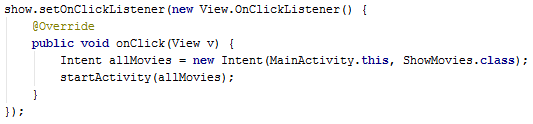 show.setOnClickListener(new View.OnClickListener() {
    @Override
    public void onClick(View v) {
        Intent allMovies = new Intent(MainActivity.this, ShowMovies.class);
        startActivity(allMovies);
    }
});